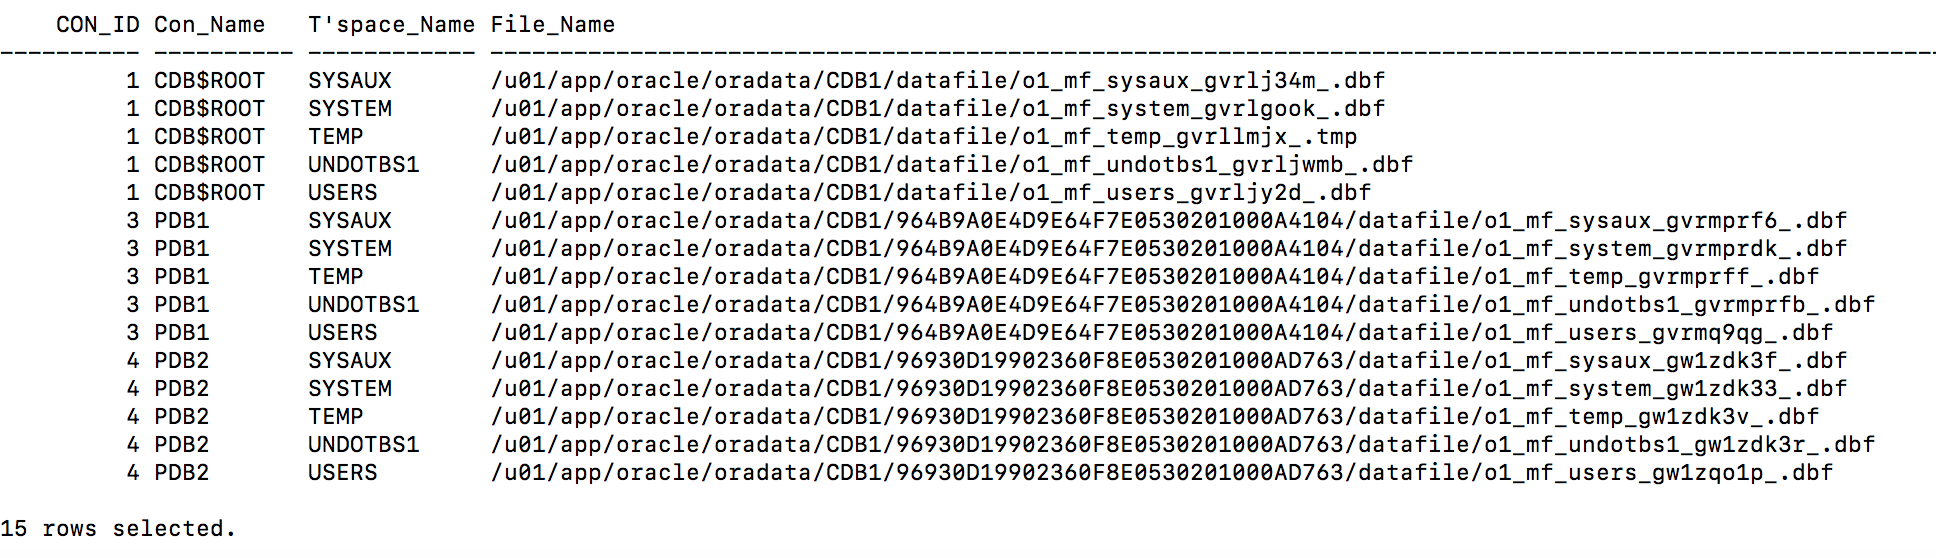 CON_ID Con_Name   T'space_Name File_Name
---------- ---------- ------------ --------------------------------------------------------------------------------------------------------
         1 CDB$ROOT   SYSAUX       /u01/app/oracle/oradata/CDB1/datafile/o1_mf_sysaux_gvrlj34m_.dbf
         1 CDB$ROOT   SYSTEM       /u01/app/oracle/oradata/CDB1/datafile/o1_mf_system_gvrlgook_.dbf
         1 CDB$ROOT   TEMP         /u01/app/oracle/oradata/CDB1/datafile/o1_mf_temp_gvrllmjx_.tmp
         1 CDB$ROOT   UNDOTBS1     /u01/app/oracle/oradata/CDB1/datafile/o1_mf_undotbs1_gvrljwmb_.dbf
         1 CDB$ROOT   USERS        /u01/app/oracle/oradata/CDB1/datafile/o1_mf_users_gvrljy2d_.dbf
         3 PDB1       SYSAUX       /u01/app/oracle/oradata/CDB1/964B9A0E4D9E64F7E0530201000A4104/datafile/o1_mf_sysaux_gvrmprf6_.dbf
         3 PDB1       SYSTEM       /u01/app/oracle/oradata/CDB1/964B9A0E4D9E64F7E0530201000A4104/datafile/o1_mf_system_gvrmprdk_.dbf
         3 PDB1       TEMP         /u01/app/oracle/oradata/CDB1/964B9A0E4D9E64F7E0530201000A4104/datafile/o1_mf_temp_gvrmprff_.dbf
         3 PDB1       UNDOTBS1     /u01/app/oracle/oradata/CDB1/964B9A0E4D9E64F7E0530201000A4104/datafile/o1_mf_undotbs1_gvrmprfb_.dbf
         3 PDB1       USERS        /u01/app/oracle/oradata/CDB1/964B9A0E4D9E64F7E0530201000A4104/datafile/o1_mf_users_gvrmq9qg_.dbf
         4 PDB2       SYSAUX       /u01/app/oracle/oradata/CDB1/96930D19902360F8E0530201000AD763/datafile/o1_mf_sysaux_gw1zdk3f_.dbf
         4 PDB2       SYSTEM       /u01/app/oracle/oradata/CDB1/96930D19902360F8E0530201000AD763/datafile/o1_mf_system_gw1zdk33_.dbf
         4 PDB2       TEMP         /u01/app/oracle/oradata/CDB1/96930D19902360F8E0530201000AD763/datafile/o1_mf_temp_gw1zdk3v_.dbf
         4 PDB2       UNDOTBS1     /u01/app/oracle/oradata/CDB1/96930D19902360F8E0530201000AD763/datafile/o1_mf_undotbs1_gw1zdk3r_.dbf
         4 PDB2       USERS        /u01/app/oracle/oradata/CDB1/96930D19902360F8E0530201000AD763/datafile/o1_mf_users_gw1zqo1p_.dbf
15 rows selected.